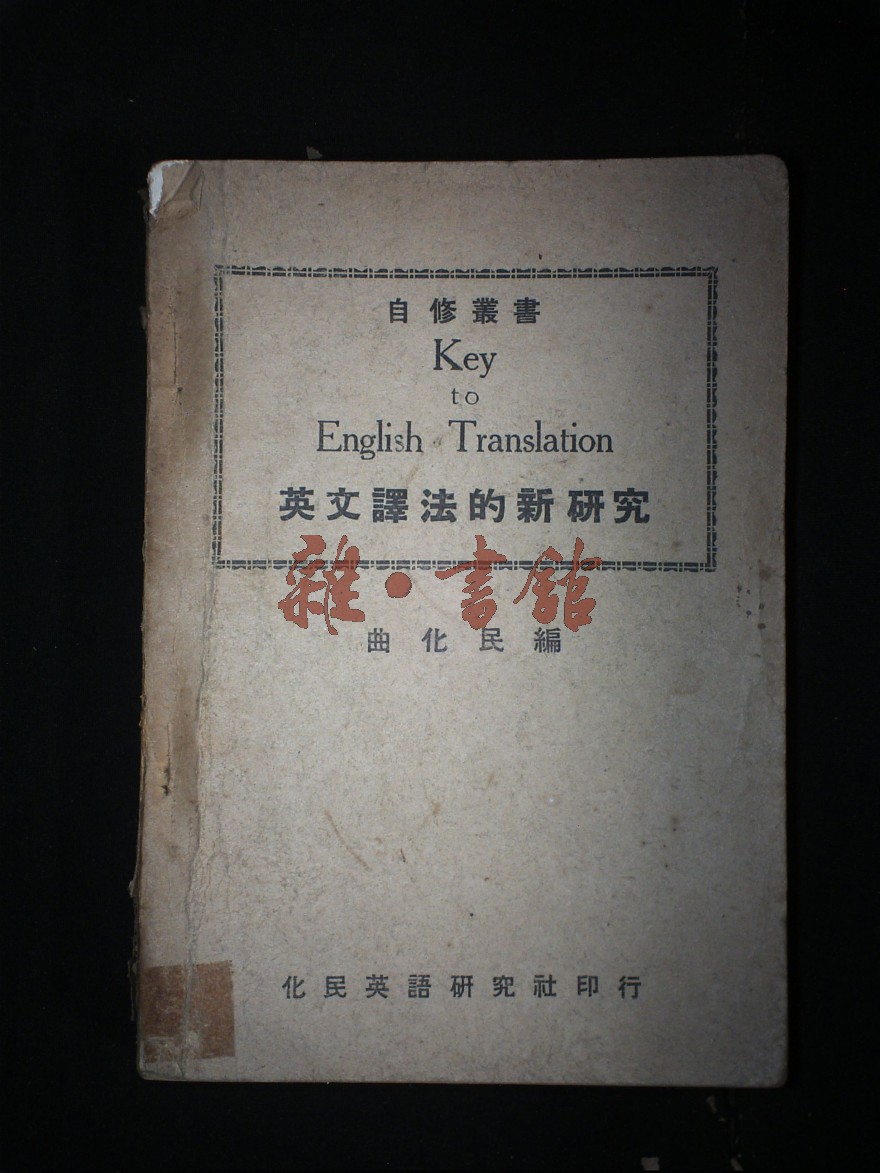 自修叢書
Key
to
English Translation
英文譯法的新研究
雜·書館
曲化民編
化民英語研究社印行